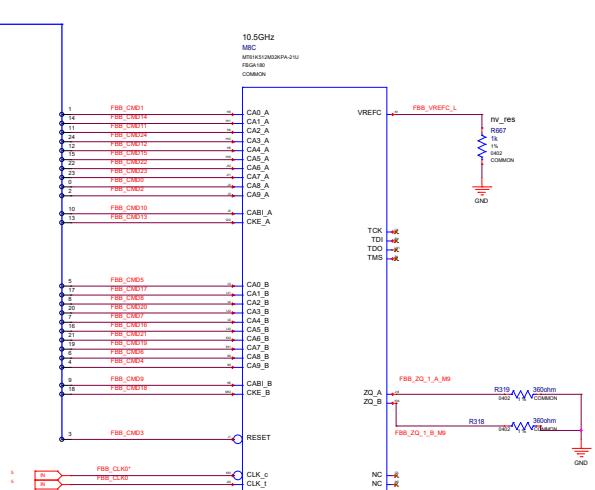 10.5GHz
M8C
MT61K512M32KPA-21U
FBGA180
COMMON
1 FBB_CMD1 CA0_A
14 FBB_CMD14 CA1_A
11 FBB_CMD11 CA2_A
24 FBB_CMD24 CA3_A
12 FBB_CMD12 CA4_A
15 FBB_CMD15 CA5_A
22 FBB_CMD22 CA6_A
23 FBB_CMD23 CA7_A
0 FBB_CMD0 CA8_A
2 FBB_CMD2 CA9_A
10 FBB_CMD10 CABI_A
13 FBB_CMD13 CKE_A
VREFC FBB_VREFC_L
nv_res
R667
1k
1%
0402
COMMON
GND
TCK
TDI
TDO
TMS
5 FBB_CMD5 CA0_B
17 FBB_CMD17 CA1_B
8 FBB_CMD8 CA2_B
20 FBB_CMD20 CA3_B
7 FBB_CMD7 CA4_B
16 FBB_CMD16 CA5_B
21 FBB_CMD21 CA6_B
19 FBB_CMD19 CA7_B
6 FBB_CMD6 CA8_B
4 FBB_CMD4 CA9_B
9 FBB_CMD9 CABI_B
18 FBB_CMD18 CKE_B
FBB_ZQ_1_A_M9
ZQ_A R319 360ohm
0402 1% COMMON
ZQ_B R318 360ohm
0402 1% COMMON
FBB_ZQ_1_B_M9
GND
3 FBB_CMD3 RESET
5 IN FBB_CLK0* CLK_c
5 IN FBB_CLK0 CLK_t
NC
NC